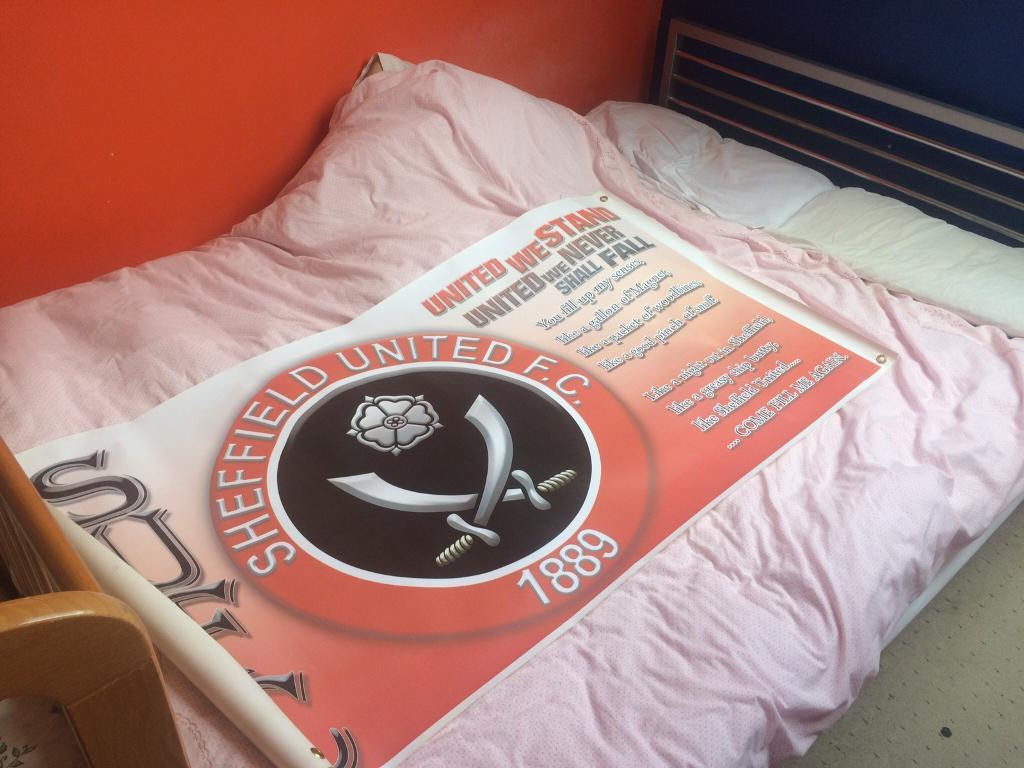 UNITED WE STAND
UNITED WE NEVER
SHALL FALL
You fill up my senses,
like a gallon of Magnet,
like a packet of woodbines,
like a good pinch of snuff
Like a night out in Sheffield,
like a greasy chip butty,
like Sheffield United....
.... COME FILL ME AGAIN.
SHEFFIELD UNITED F.C.
1889
SUF